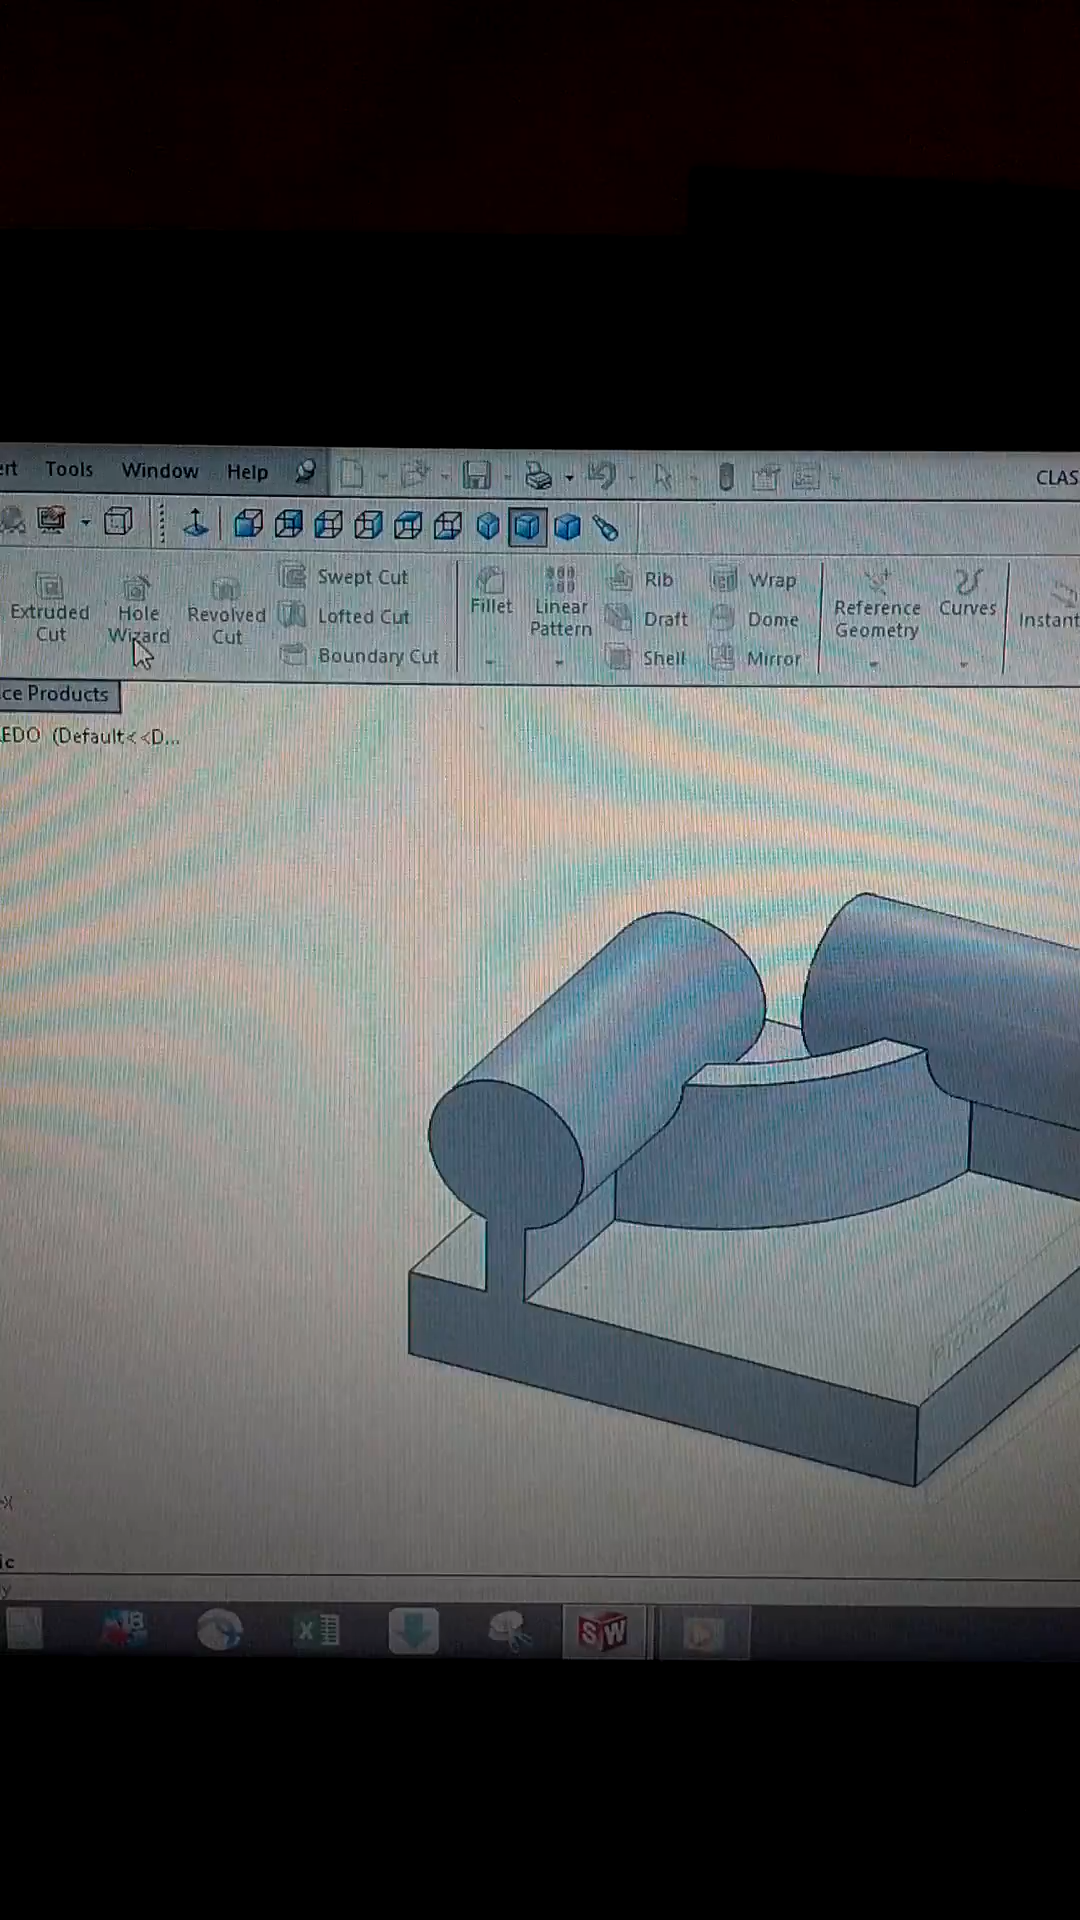 ert Tools Window Help CLAS
Extruded Cut
Hole Wizard
Revolved Cut
Swept Cut
Lofted Cut
Boundary Cut
Fillet
Linear Pattern
Rib
Draft
Shell
Wrap
Dome
Mirror
Reference Geometry
Curves
Instant
ce Products
EDO (Default<<D...
ic
SW